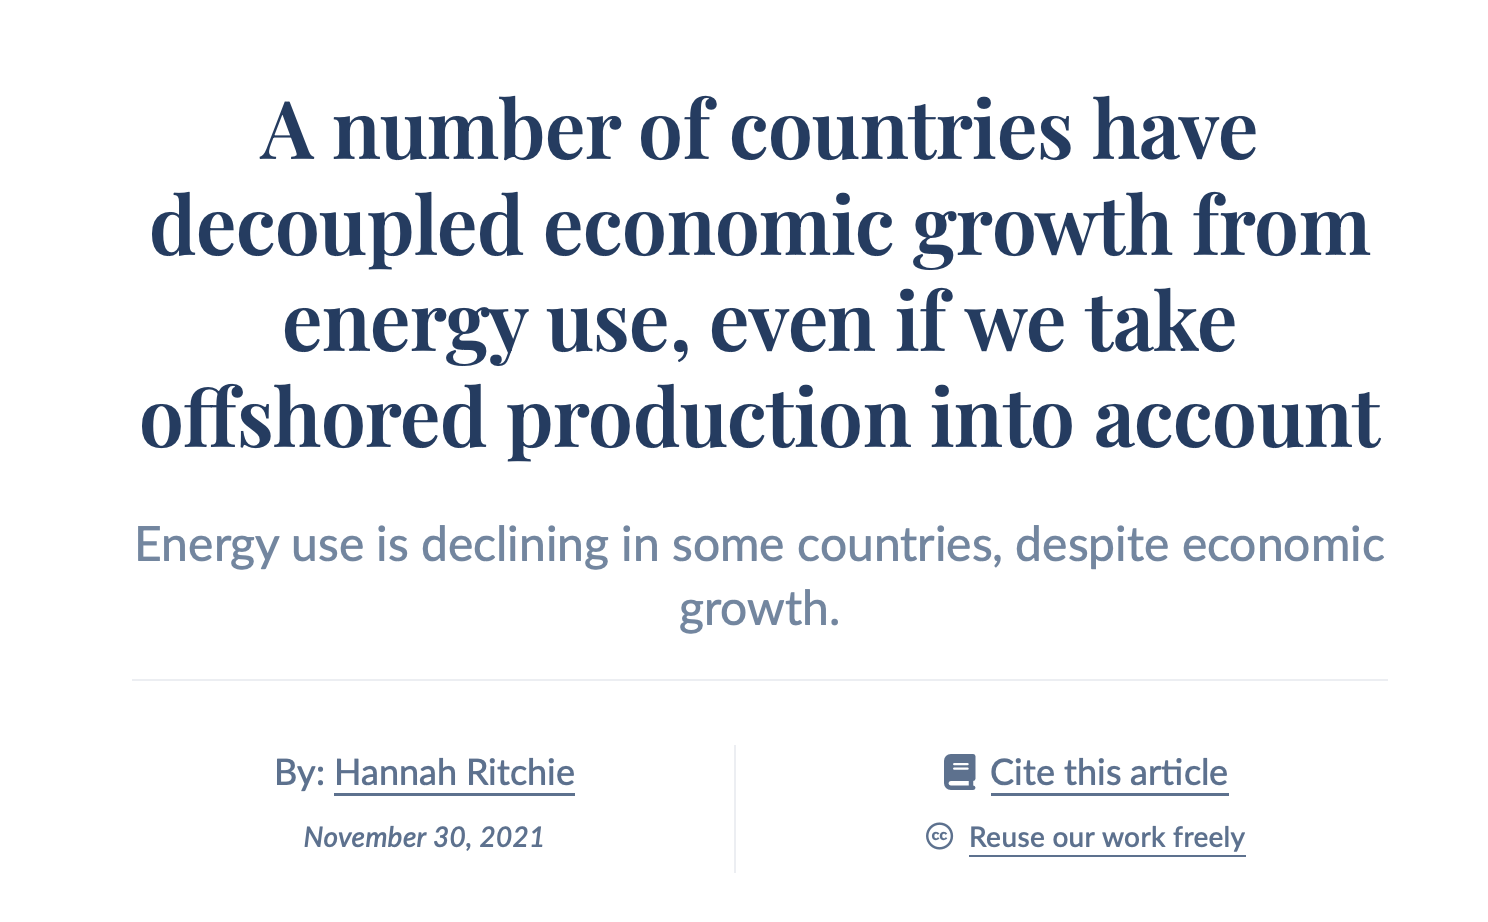 A number of countries have
decoupled economic growth from
energy use, even if we take
offshored production into account
Energy use is declining in some countries, despite economic
growth.
By: Hannah Ritchie
November 30, 2021
Cite this article
cc Reuse our work freely